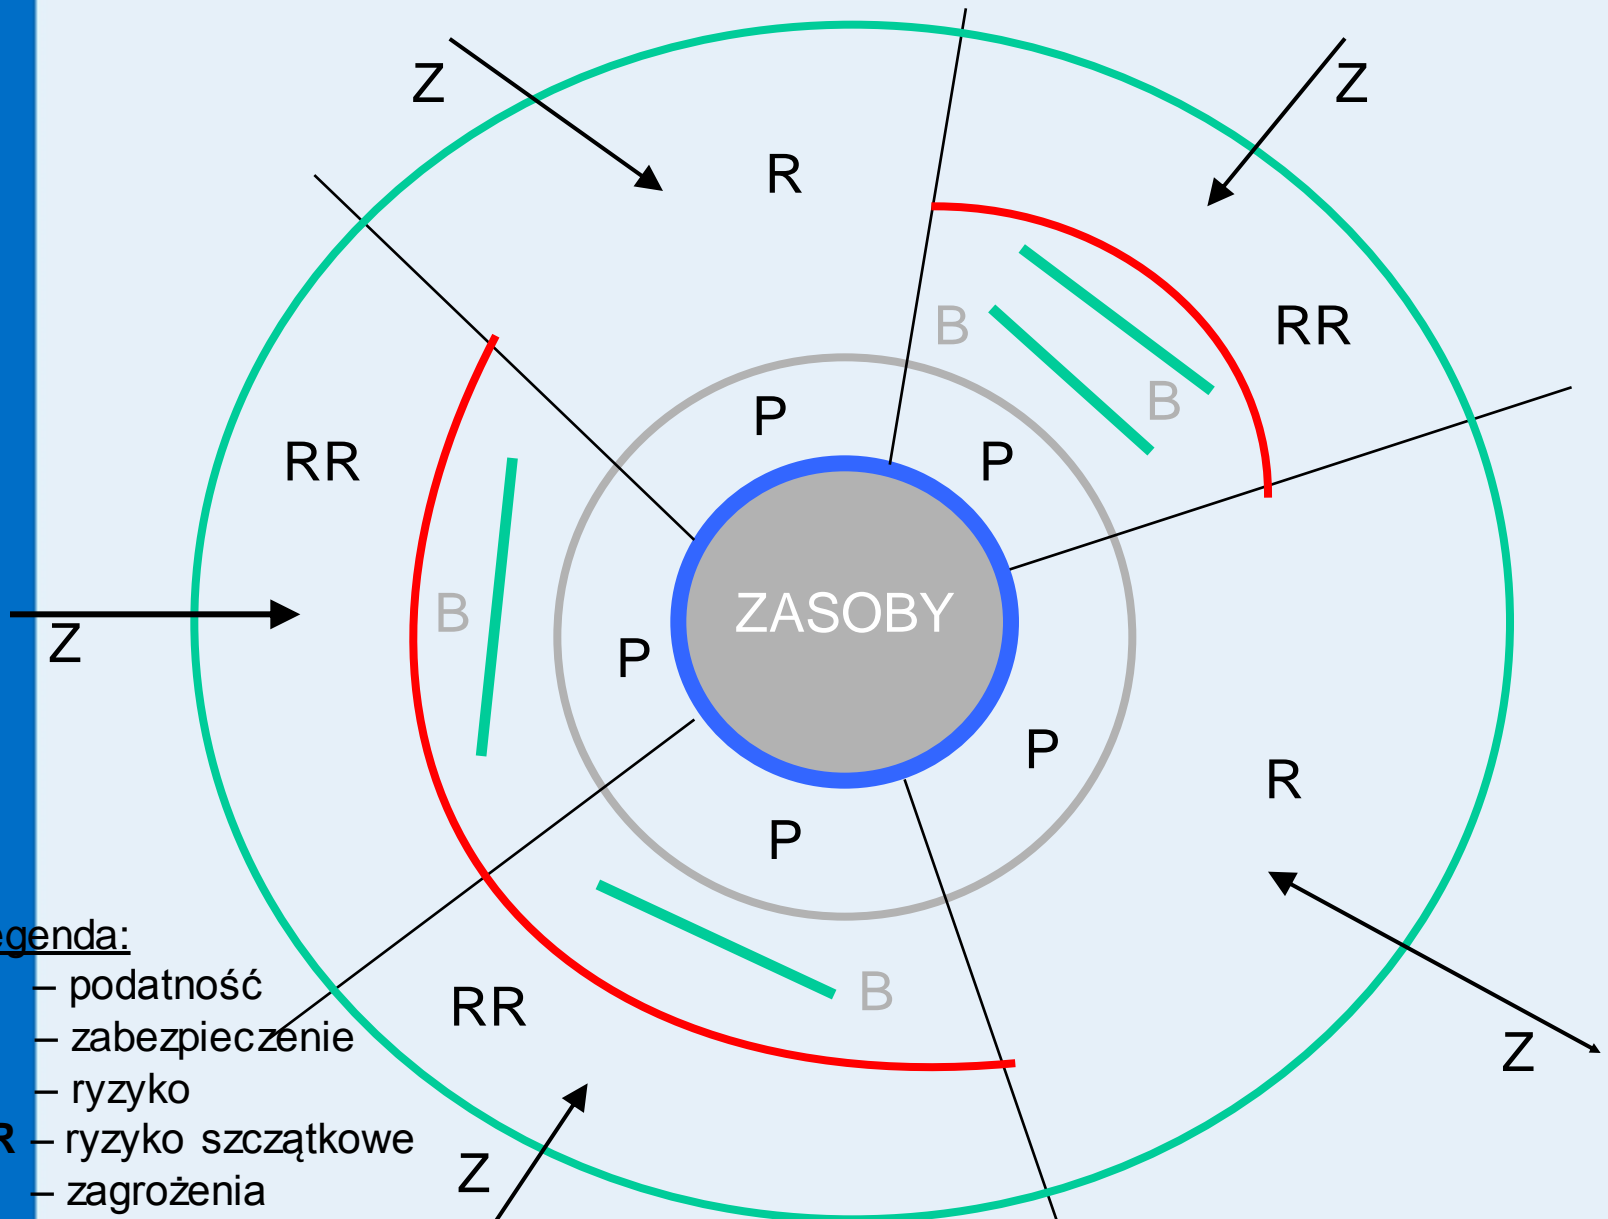 Z
Z
R
B
RR
B
P
P
RR
B
ZASOBY
Z
P
P
R
P
B
RR
Z
Z
egenda:
– podatność
– zabezpieczenie
– ryzyko
R – ryzyko szczątkowe
– zagrożenia